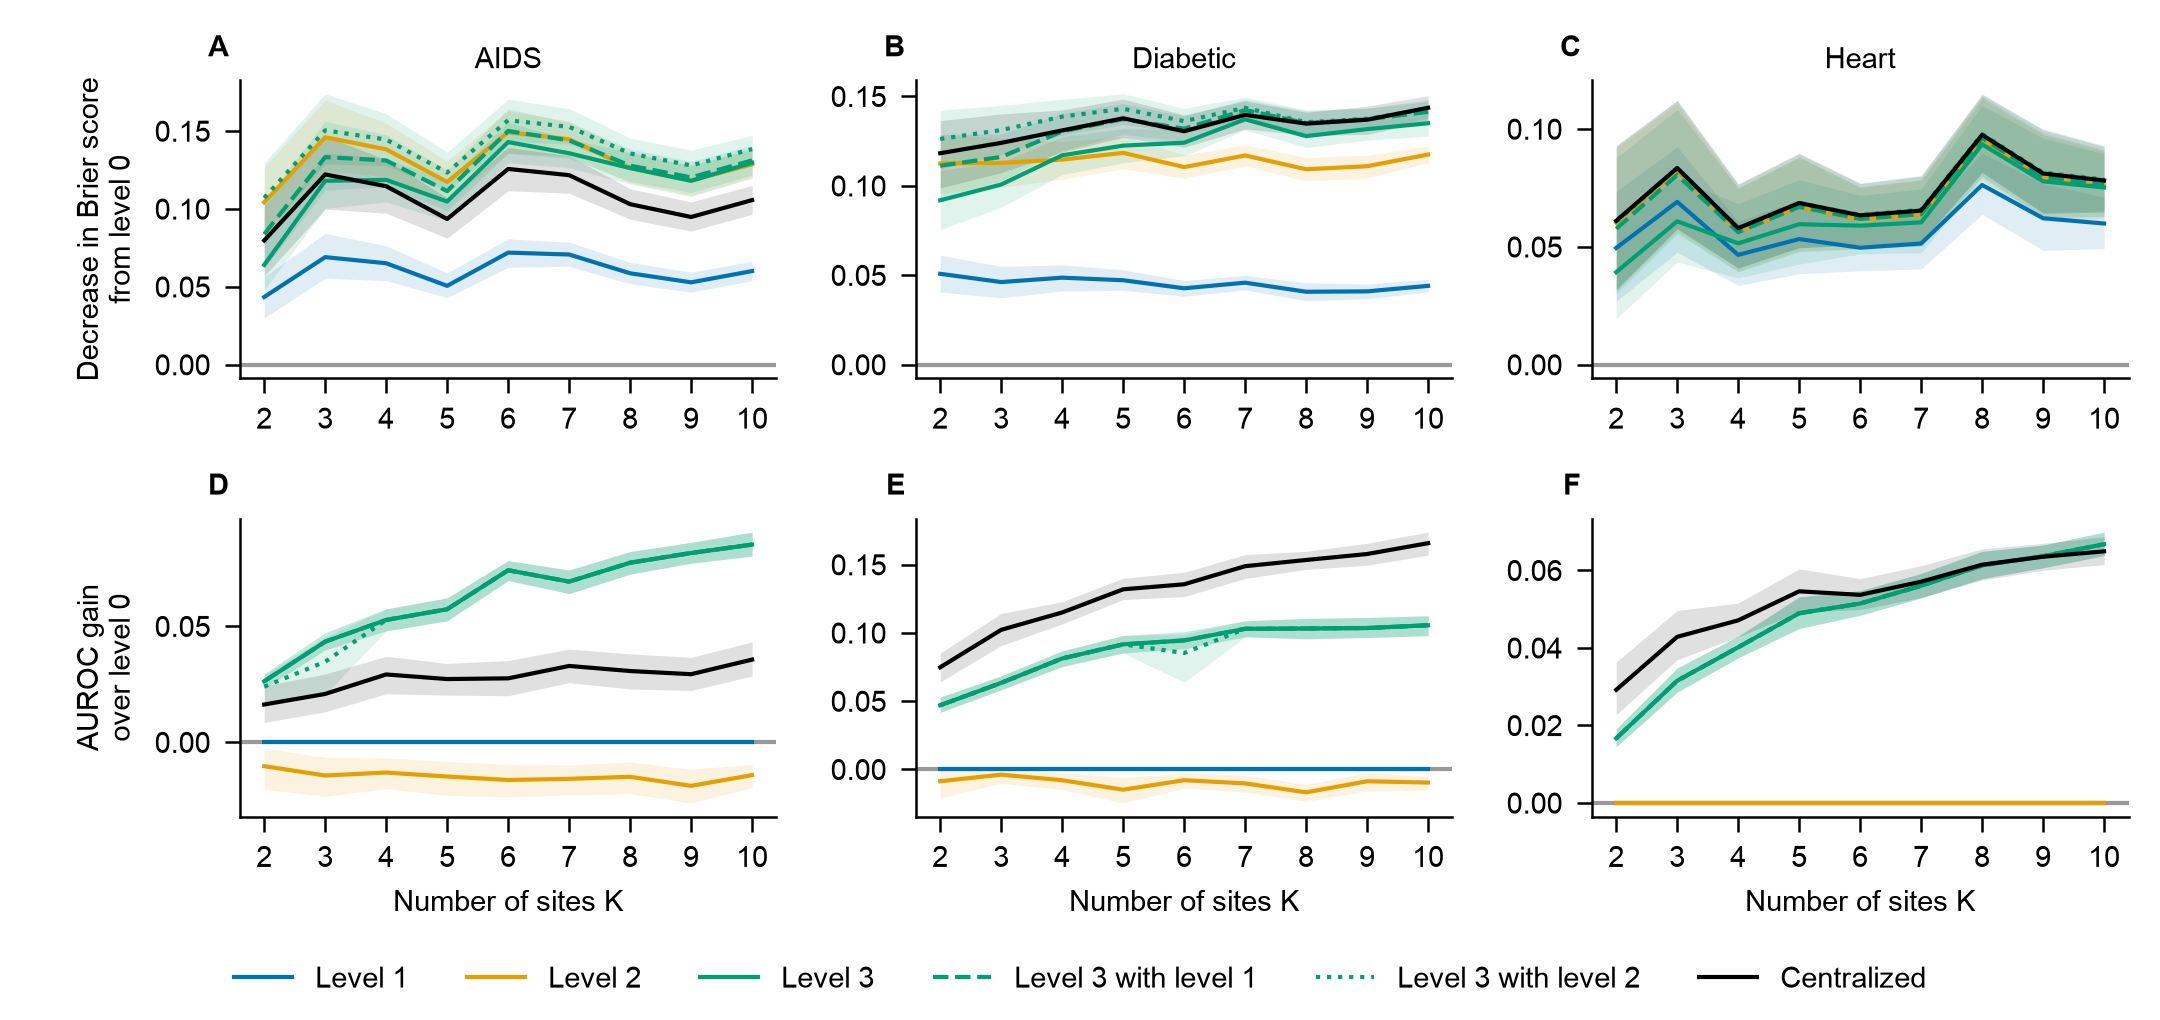 A
AIDS
B
Diabetic
C
Heart
Decrease in Brier score
from level 0
0.15
0.10
0.05
0.00
2 3 4 5 6 7 8 9 10
0.15
0.10
0.05
0.00
2 3 4 5 6 7 8 9 10
0.10
0.05
0.00
2 3 4 5 6 7 8 9 10
D
E
F
AUROC gain
over level 0
0.05
0.00
2 3 4 5 6 7 8 9 10
Number of sites K
0.15
0.10
0.05
0.00
2 3 4 5 6 7 8 9 10
Number of sites K
0.06
0.04
0.02
0.00
2 3 4 5 6 7 8 9 10
Number of sites K
Level 1 Level 2 Level 3 Level 3 with level 1 Level 3 with level 2 Centralized